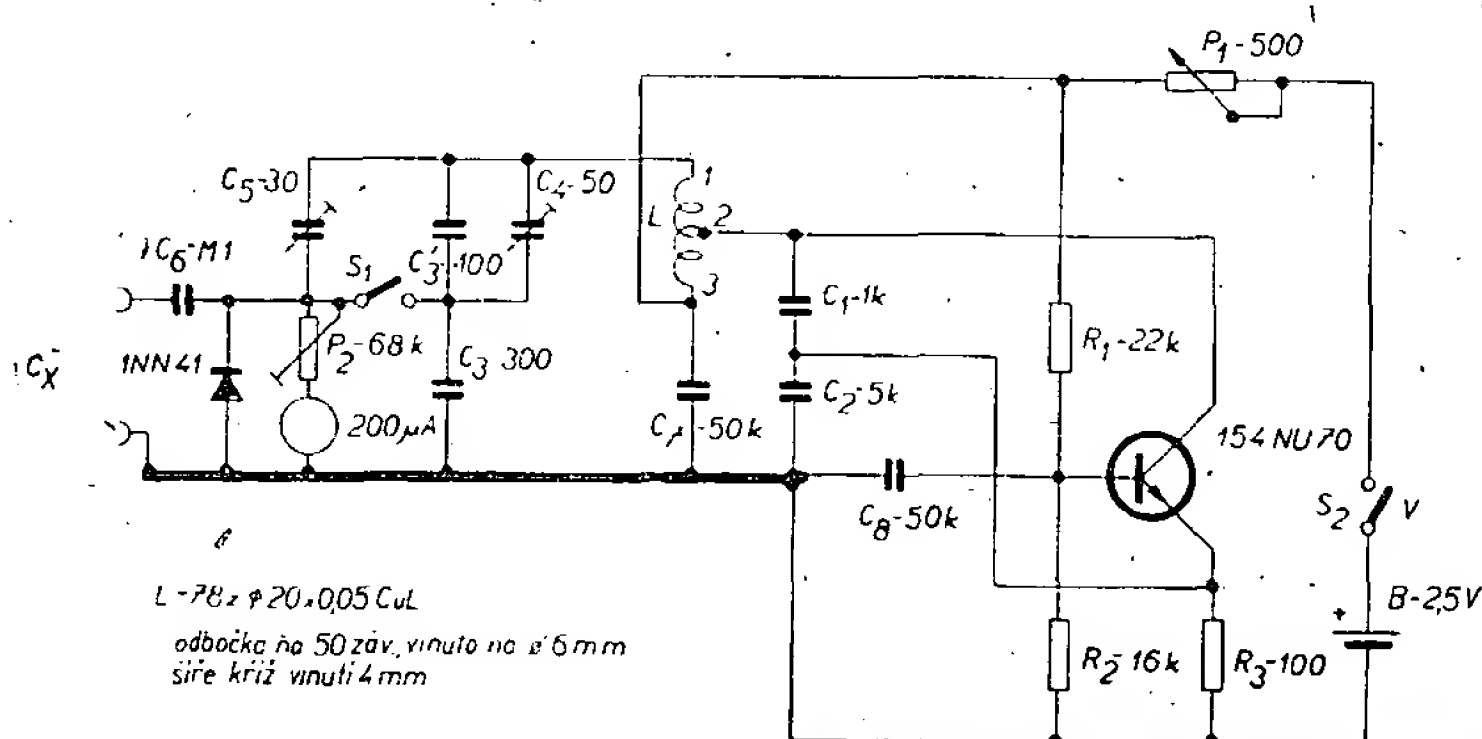 P1-500
C5-30
C4-50
1
L
2
3
C6-M1
S1
C3'-100
C1-1k
R1-22k
Cx
1NN41
P2-68k
C3-300
200µA
C2-5k
-50k
154NU70
C8-50k
S2
V
L-78z φ20x0,05 CuL
odbočka na 50 záv. vinuto na ø 6mm
šíře kříž vinutí 4mm
R2-16k
R3-100
+
B-2,5V